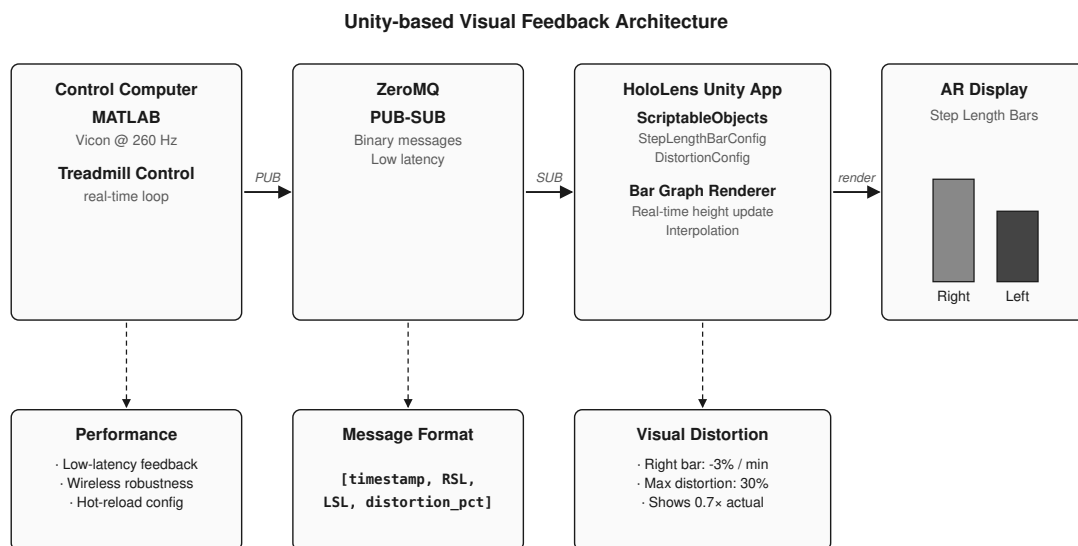 Unity-based Visual Feedback Architecture
Control Computer
MATLAB
Vicon @ 260 Hz
Treadmill Control
real-time loop
PUB
ZeroMQ
PUB-SUB
Binary messages
Low latency
SUB
HoloLens Unity App
ScriptableObjects
StepLengthBarConfig
DistortionConfig
Bar Graph Renderer
Real-time height update
Interpolation
render
AR Display
Step Length Bars
Right
Left
Performance
· Low-latency feedback
· Wireless robustness
· Hot-reload config
Message Format
[timestamp, RSL,
LSL, distortion_pct]
Visual Distortion
· Right bar: -3% / min
· Max distortion: 30%
· Shows 0.7× actual